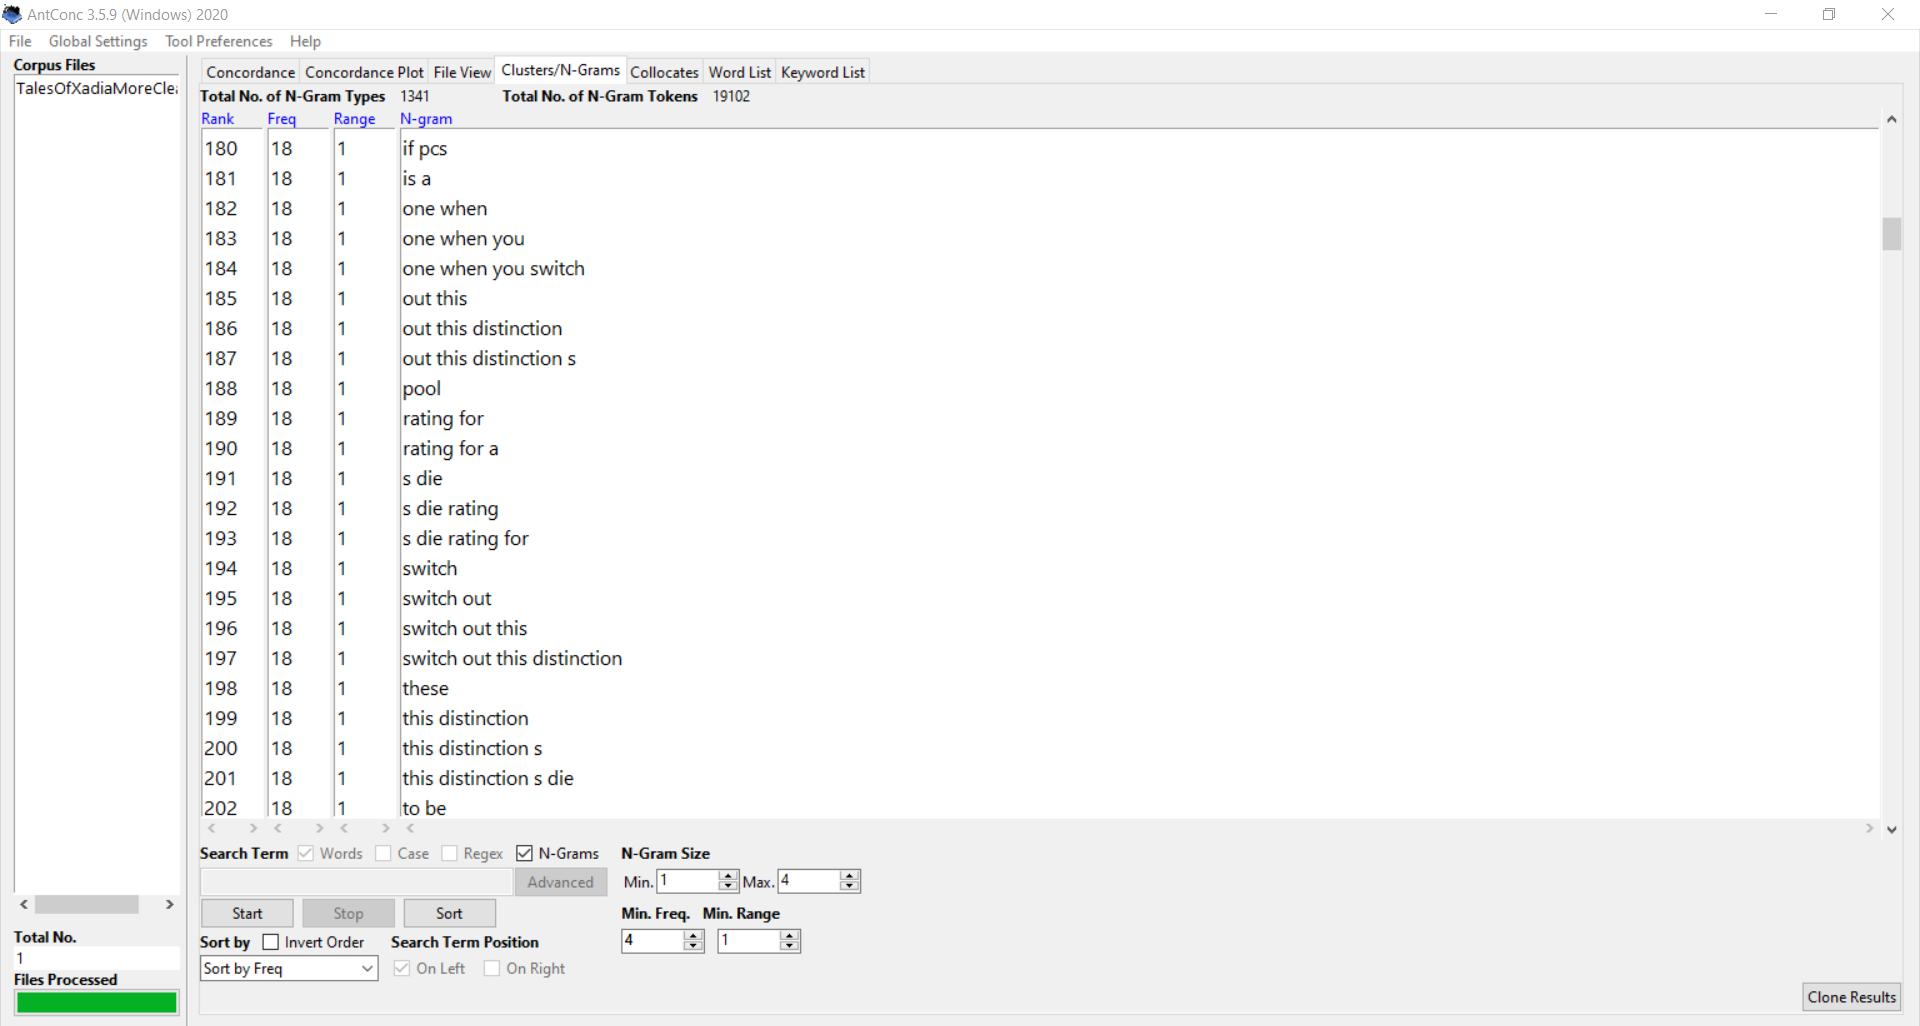 AntConc 3.5.9 (Windows) 2020
File Global Settings Tool Preferences Help
Corpus Files
TalesOfXadiaMoreClea
Concordance Concordance Plot File View Clusters/N-Grams Collocates Word List Keyword List
Total No. of N-Gram Types 1341 Total No. of N-Gram Tokens 19102
Rank Freq Range N-gram
180 18 1 if pcs
181 18 1 is a
182 18 1 one when
183 18 1 one when you
184 18 1 one when you switch
185 18 1 out this
186 18 1 out this distinction
187 18 1 out this distinction s
188 18 1 pool
189 18 1 rating for
190 18 1 rating for a
191 18 1 s die
192 18 1 s die rating
193 18 1 s die rating for
194 18 1 switch
195 18 1 switch out
196 18 1 switch out this
197 18 1 switch out this distinction
198 18 1 these
199 18 1 this distinction
200 18 1 this distinction s
201 18 1 this distinction s die
202 18 1 to be
Search Term Words Case Regex N-Grams N-Gram Size
Advanced Min. 1 Max. 4
Start Stop Sort Min. Freq. Min. Range
Sort by Invert Order Search Term Position 4 1
Sort by Freq On Left On Right
Total No.
1
Files Processed
Clone Results